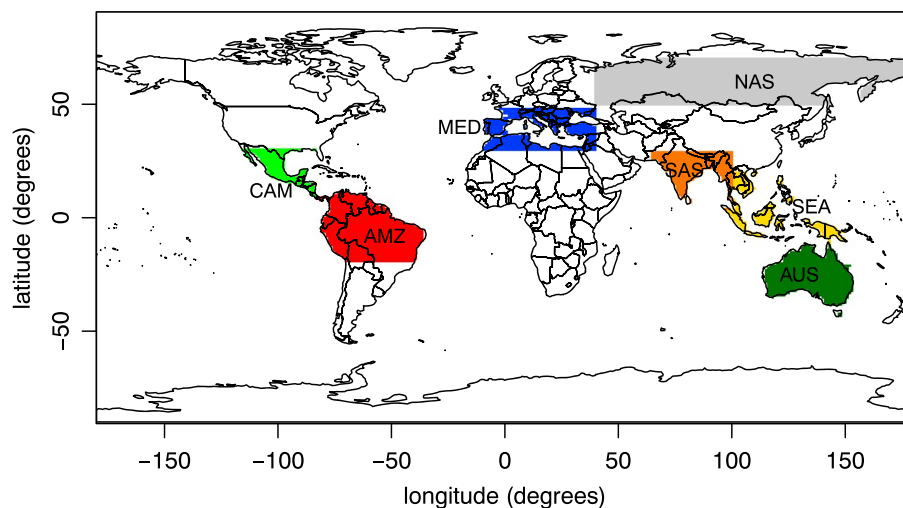 NAS
50
MED
SAS
CAM
SEA
0
AMZ
AUS
−50
latitude (degrees)
−150
−100
−50
0
50
100
150
longitude (degrees)